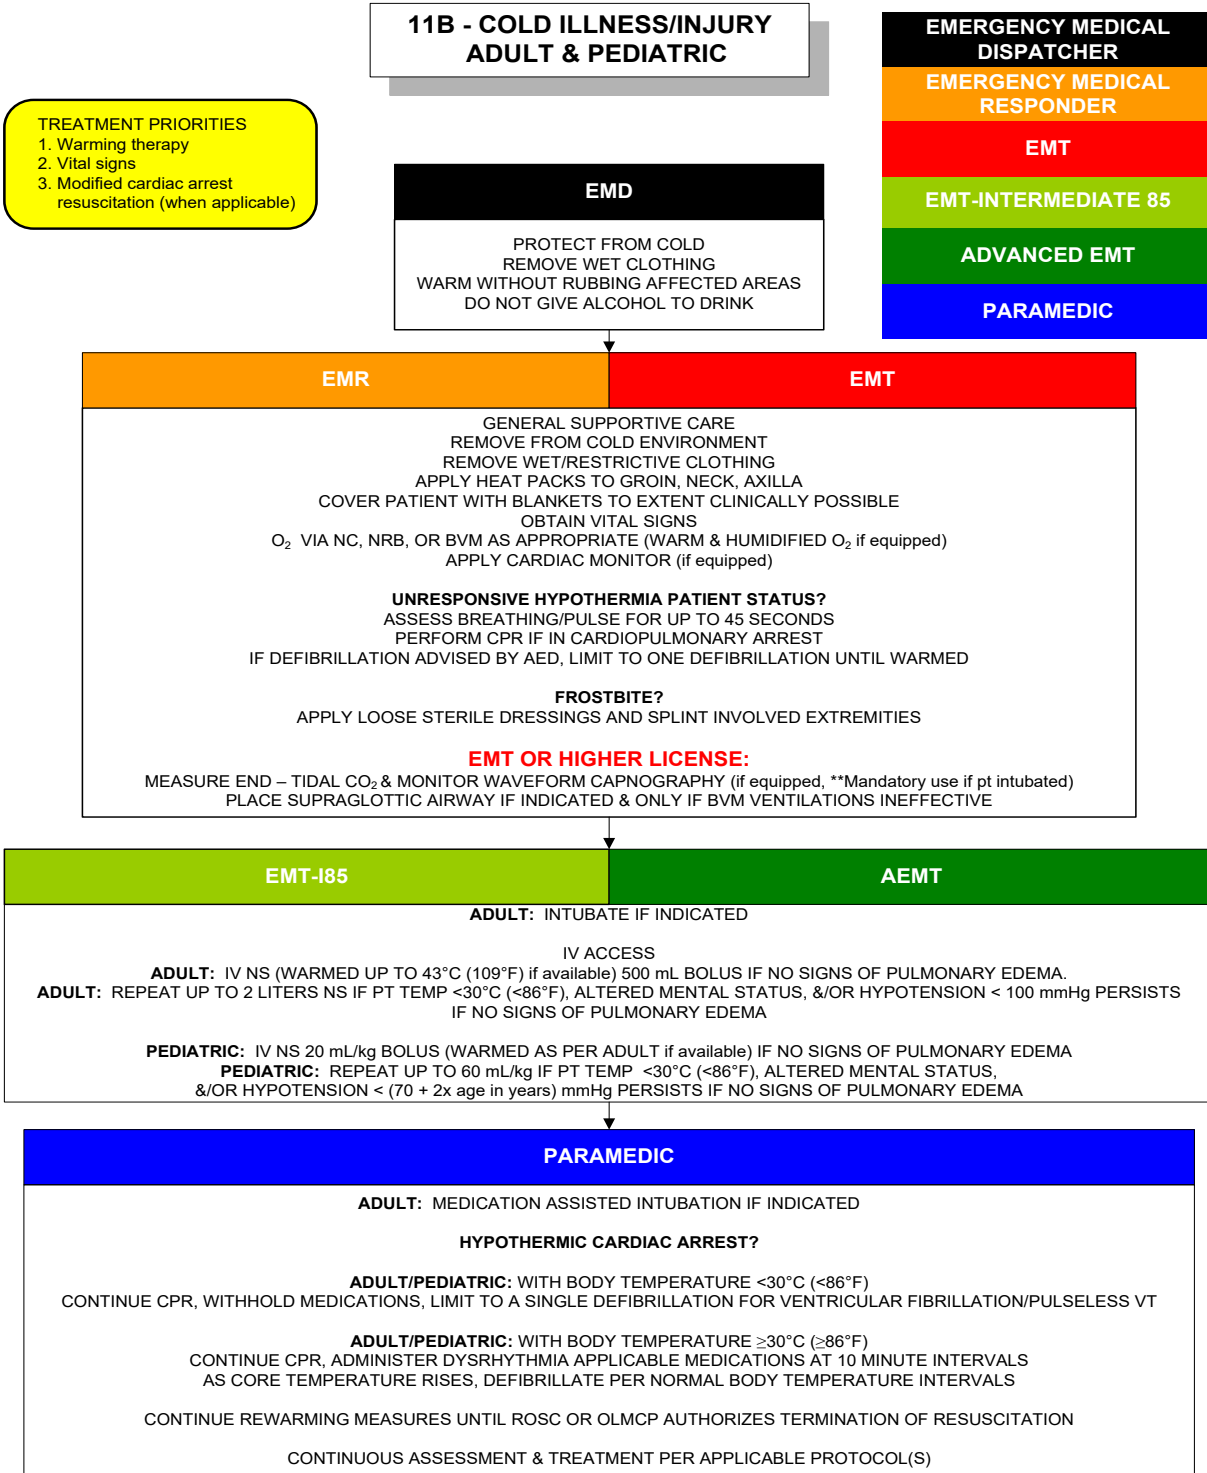 11B - COLD ILLNESS/INJURY
ADULT & PEDIATRIC
EMERGENCY MEDICAL
DISPATCHER
EMERGENCY MEDICAL
RESPONDER
EMT
EMT-INTERMEDIATE 85
ADVANCED EMT
PARAMEDIC
TREATMENT PRIORITIES
1. Warming therapy
2. Vital signs
3. Modified cardiac arrest
resuscitation (when applicable)
EMD
PROTECT FROM COLD
REMOVE WET CLOTHING
WARM WITHOUT RUBBING AFFECTED AREAS
DO NOT GIVE ALCOHOL TO DRINK
EMR
EMT
GENERAL SUPPORTIVE CARE
REMOVE FROM COLD ENVIRONMENT
REMOVE WET/RESTRICTIVE CLOTHING
APPLY HEAT PACKS TO GROIN, NECK, AXILLA
COVER PATIENT WITH BLANKETS TO EXTENT CLINICALLY POSSIBLE
OBTAIN VITAL SIGNS
O₂ VIA NC, NRB, OR BVM AS APPROPRIATE (WARM & HUMIDIFIED O₂ if equipped)
APPLY CARDIAC MONITOR (if equipped)
UNRESPONSIVE HYPOTHERMIA PATIENT STATUS?
ASSESS BREATHING/PULSE FOR UP TO 45 SECONDS
PERFORM CPR IF IN CARDIOPULMONARY ARREST
IF DEFIBRILLATION ADVISED BY AED, LIMIT TO ONE DEFIBRILLATION UNTIL WARMED
FROSTBITE?
APPLY LOOSE STERILE DRESSINGS AND SPLINT INVOLVED EXTREMITIES
EMT OR HIGHER LICENSE:
MEASURE END – TIDAL CO₂ & MONITOR WAVEFORM CAPNOGRAPHY (if equipped, **Mandatory use if pt intubated)
PLACE SUPRAGLOTTIC AIRWAY IF INDICATED & ONLY IF BVM VENTILATIONS INEFFECTIVE
EMT-I85
AEMT
ADULT: INTUBATE IF INDICATED
IV ACCESS
ADULT: IV NS (WARMED UP TO 43°C (109°F) if available) 500 mL BOLUS IF NO SIGNS OF PULMONARY EDEMA.
ADULT: REPEAT UP TO 2 LITERS NS IF PT TEMP <30°C (<86°F), ALTERED MENTAL STATUS, &/OR HYPOTENSION < 100 mmHg PERSISTS
IF NO SIGNS OF PULMONARY EDEMA
PEDIATRIC: IV NS 20 mL/kg BOLUS (WARMED AS PER ADULT if available) IF NO SIGNS OF PULMONARY EDEMA
PEDIATRIC: REPEAT UP TO 60 mL/kg IF PT TEMP <30°C (<86°F), ALTERED MENTAL STATUS,
&/OR HYPOTENSION < (70 + 2x age in years) mmHg PERSISTS IF NO SIGNS OF PULMONARY EDEMA
PARAMEDIC
ADULT: MEDICATION ASSISTED INTUBATION IF INDICATED
HYPOTHERMIC CARDIAC ARREST?
ADULT/PEDIATRIC: WITH BODY TEMPERATURE <30°C (<86°F)
CONTINUE CPR, WITHHOLD MEDICATIONS, LIMIT TO A SINGLE DEFIBRILLATION FOR VENTRICULAR FIBRILLATION/PULSELESS VT
ADULT/PEDIATRIC: WITH BODY TEMPERATURE ≥30°C (≥86°F)
CONTINUE CPR, ADMINISTER DYSRHYTHMIA APPLICABLE MEDICATIONS AT 10 MINUTE INTERVALS
AS CORE TEMPERATURE RISES, DEFIBRILLATE PER NORMAL BODY TEMPERATURE INTERVALS
CONTINUE REWARMING MEASURES UNTIL ROSC OR OLMCP AUTHORIZES TERMINATION OF RESUSCITATION
CONTINUOUS ASSESSMENT & TREATMENT PER APPLICABLE PROTOCOL(S)